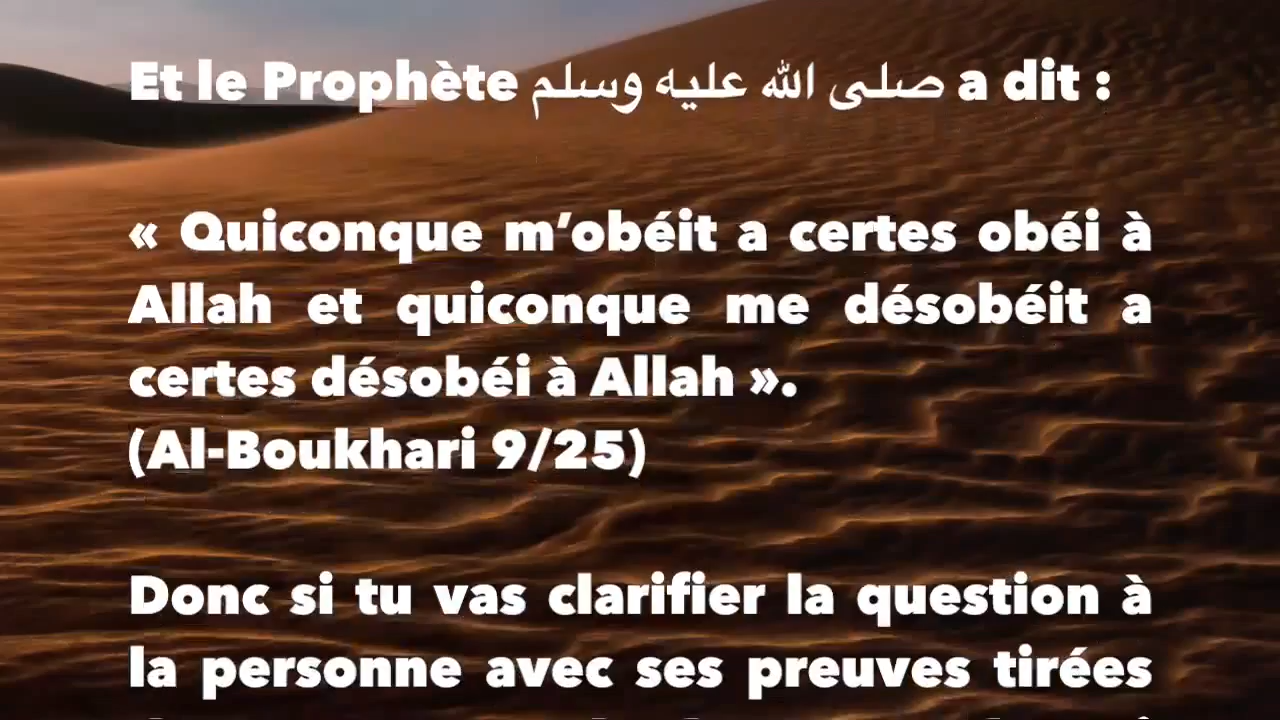 Et le Prophète صلى الله عليه وسلم a dit :
« Quiconque m’obéit a certes obéi à
Allah et quiconque me désobéit a
certes désobéi à Allah ».
(Al-Boukhari 9/25)
Donc si tu vas clarifier la question à
la personne avec ses preuves tirées